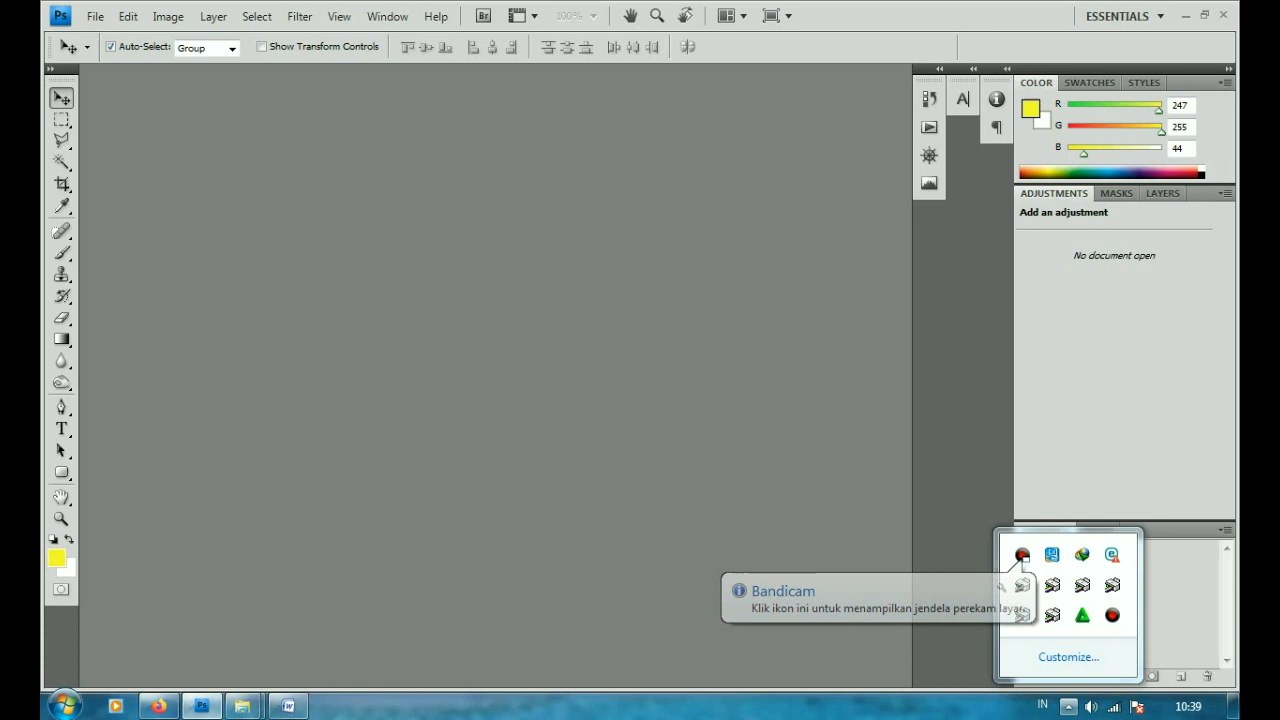 Ps File Edit Image Layer Select Filter View Window Help Br 100% ESSENTIALS
Auto-Select: Group Show Transform Controls
COLOR SWATCHES STYLES
R 247
G 255
B 44
ADJUSTMENTS MASKS LAYERS
Add an adjustment
No document open
Bandicam
Klik ikon ini untuk menampilkan jendela perekam layar.
Customize...
IN 10:39